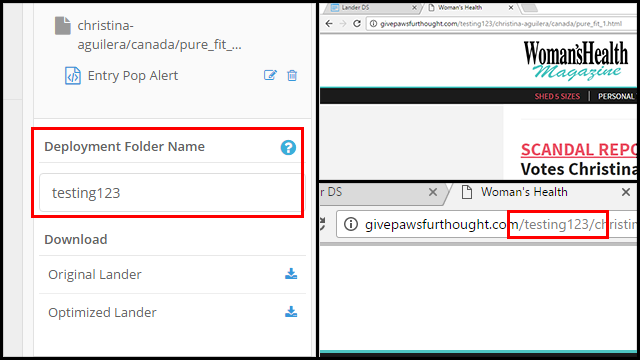 christina-
aguilera/canada/pure_fit_...
Entry Pop Alert
Deployment Folder Name
?
testing123
Download
Original Lander
Optimized Lander
Lander DS
Woman's Health
givepawsfurthought.com/testing123/christina-aguilera/canada/pure_fit_1.html
Woman'sHealth
Magazine
SHED SIZES
PERSONAL
SCANDAL REPO
Votes Christina
der DS
Woman's Health
givepawsfurthought.com/testing123/christin